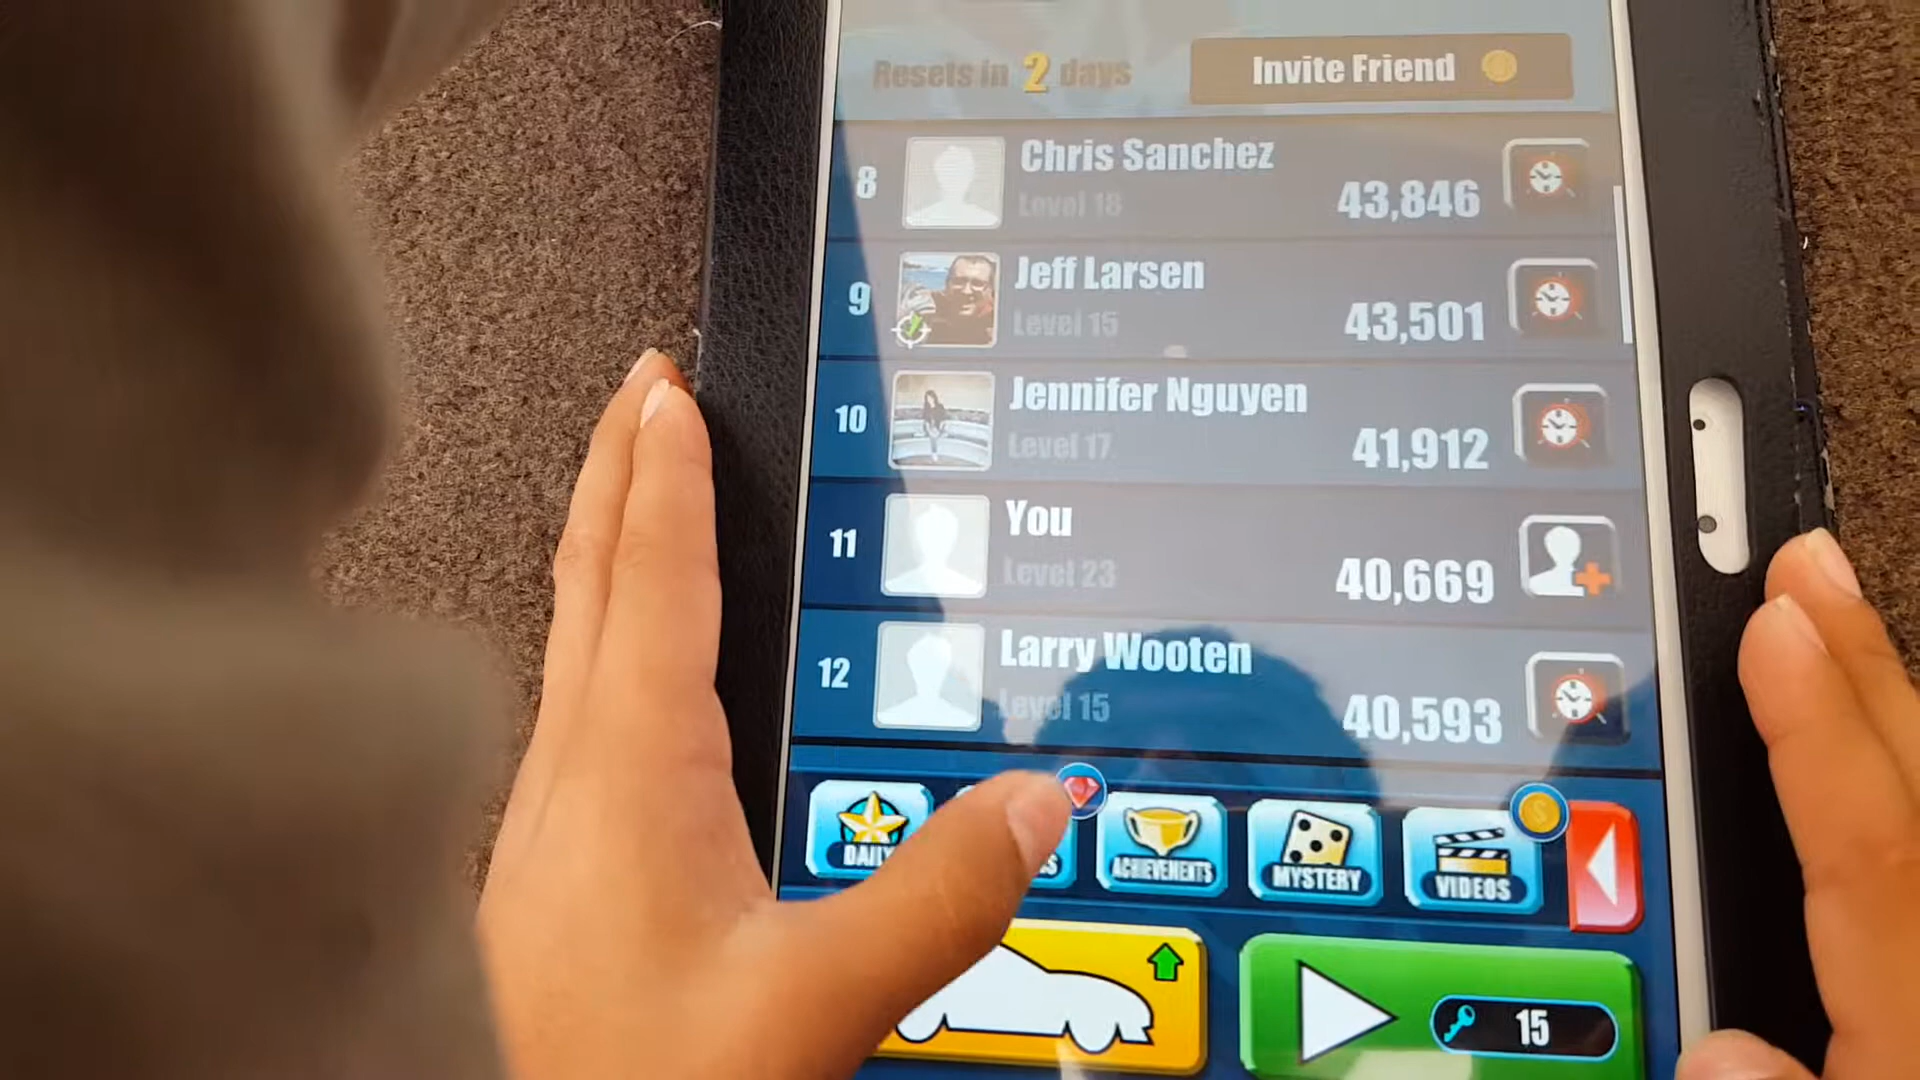 Resets in 2 days
Invite Friend
8
Chris Sanchez
Level 18
43,846
9
Jeff Larsen
Level 15
43,501
10
Jennifer Nguyen
Level 17
41,912
11
You
Level 23
40,669
12
Larry Wooten
Level 15
40,593
ACHIEVEMENTS
MYSTERY
VIDEOS
15